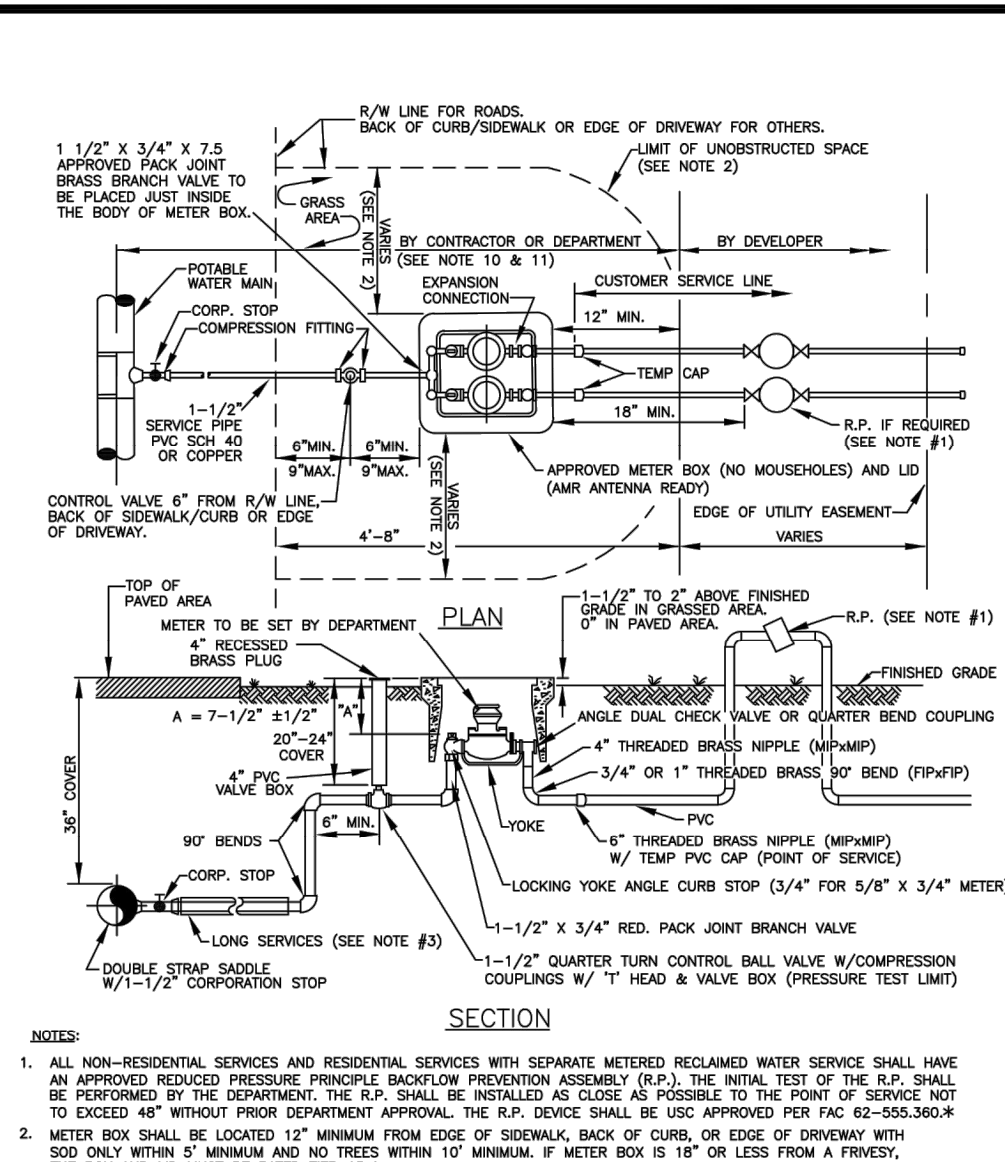 R/W LINE FOR ROADS.
BACK OF CURB/SIDEWALK OR EDGE OF DRIVEWAY FOR OTHERS.
1 1/2" X 3/4" X 7.5
APPROVED PACK JOINT
BRASS BRANCH VALVE TO
BE PLACED JUST INSIDE
THE BODY OF METER BOX.
LIMIT OF UNOBSTRUCTED SPACE
(SEE NOTE 2)
GRASS
AREA
VARIES
(SEE NOTE 2)
BY CONTRACTOR OR DEPARTMENT
(SEE NOTE 10 & 11)
BY DEVELOPER
POTABLE
WATER MAIN
EXPANSION
CONNECTION
CUSTOMER SERVICE LINE
CORP. STOP
COMPRESSION FITTING
12" MIN.
TEMP CAP
1-1/2"
SERVICE PIPE
PVC SCH 40
OR COPPER
18" MIN.
R.P. IF REQUIRED
(SEE NOTE #1)
6"MIN.
9"MAX.
6"MIN.
9"MAX.
VARIES
(SEE NOTE 2)
APPROVED METER BOX (NO MOUSEHOLES) AND LID
(AMR ANTENNA READY)
CONTROL VALVE 6" FROM R/W LINE,
BACK OF SIDEWALK/CURB OR EDGE
OF DRIVEWAY.
EDGE OF UTILITY EASEMENT
4'-8"
VARIES
TOP OF
PAVED AREA
PLAN
1-1/2" TO 2" ABOVE FINISHED
GRADE IN GRASSED AREA.
0" IN PAVED AREA.
METER TO BE SET BY DEPARTMENT
4" RECESSED
BRASS PLUG
R.P. (SEE NOTE #1)
FINISHED GRADE
A = 7-1/2" ±1/2"
"A"
20"-24"
COVER
ANGLE DUAL CHECK VALVE OR QUARTER BEND COUPLING
4" THREADED BRASS NIPPLE (MIPxMIP)
4" PVC
VALVE BOX
3/4" OR 1" THREADED BRASS 90° BEND (FIPxFIP)
36" COVER
6" MIN.
YOKE
PVC
90° BENDS
6" THREADED BRASS NIPPLE (MIPxMIP)
W/ TEMP PVC CAP (POINT OF SERVICE)
CORP. STOP
LOCKING YOKE ANGLE CURB STOP (3/4" FOR 5/8" X 3/4" METER)
1-1/2" X 3/4" RED. PACK JOINT BRANCH VALVE
LONG SERVICES (SEE NOTE #3)
1-1/2" QUARTER TURN CONTROL BALL VALVE W/COMPRESSION
COUPLINGS W/ 'T' HEAD & VALVE BOX (PRESSURE TEST LIMIT)
DOUBLE STRAP SADDLE
W/1-1/2" CORPORATION STOP
SECTION
NOTES:
1. ALL NON-RESIDENTIAL SERVICES AND RESIDENTIAL SERVICES WITH SEPARATE METERED RECLAIMED WATER SERVICE SHALL HAVE
AN APPROVED REDUCED PRESSURE PRINCIPLE BACKFLOW PREVENTION ASSEMBLY (R.P.). THE INITIAL TEST OF THE R.P. SHALL
BE PERFORMED BY THE DEPARTMENT. THE R.P. SHALL BE INSTALLED AS CLOSE AS POSSIBLE TO THE POINT OF SERVICE NOT
TO EXCEED 48" WITHOUT PRIOR DEPARTMENT APPROVAL. THE R.P. DEVICE SHALL BE USC APPROVED PER FAC 62-555.360.*
2. METER BOX SHALL BE LOCATED 12" MINIMUM FROM EDGE OF SIDEWALK, BACK OF CURB, OR EDGE OF DRIVEWAY WITH
SOD ONLY WITHIN 5' MINIMUM AND NO TREES WITHIN 10' MINIMUM. IF METER BOX IS 18" OR LESS FROM A FRIVESY,